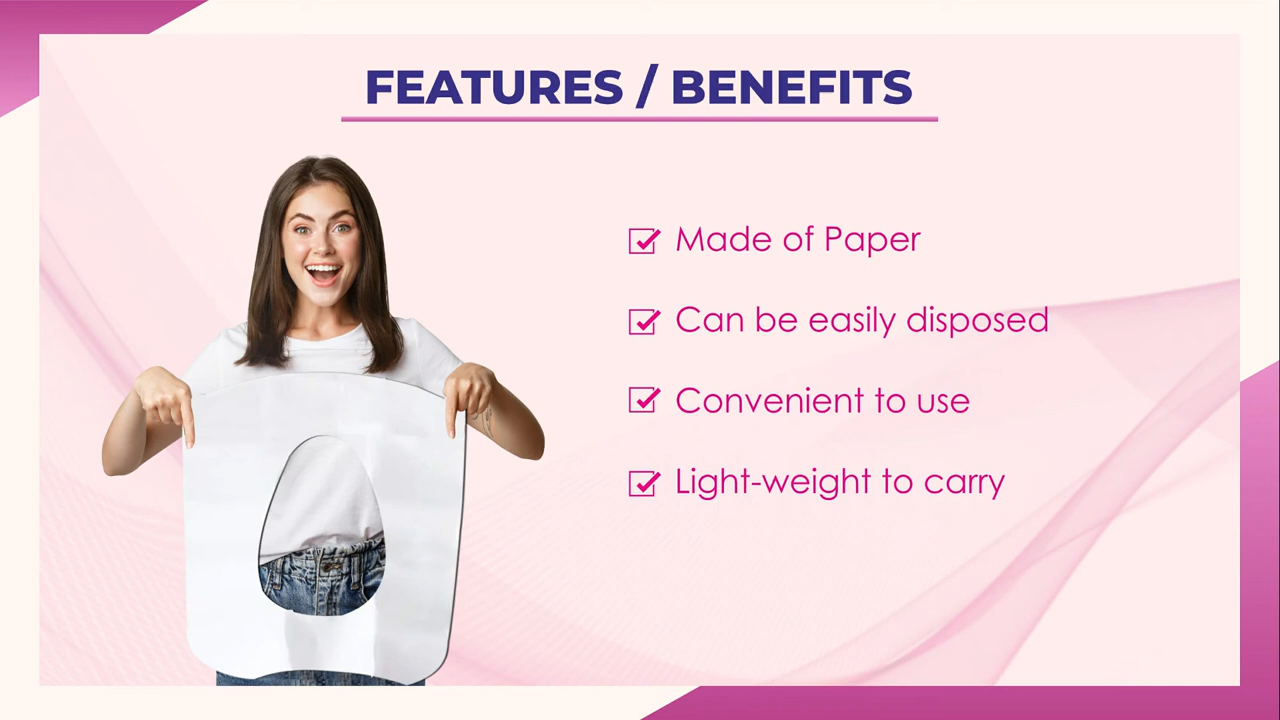 FEATURES / BENEFITS
Made of Paper
Can be easily disposed
Convenient to use
Light-weight to carry